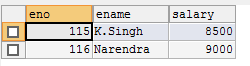 eno ename salary
115 K.Singh 8500
116 Narendra 9000